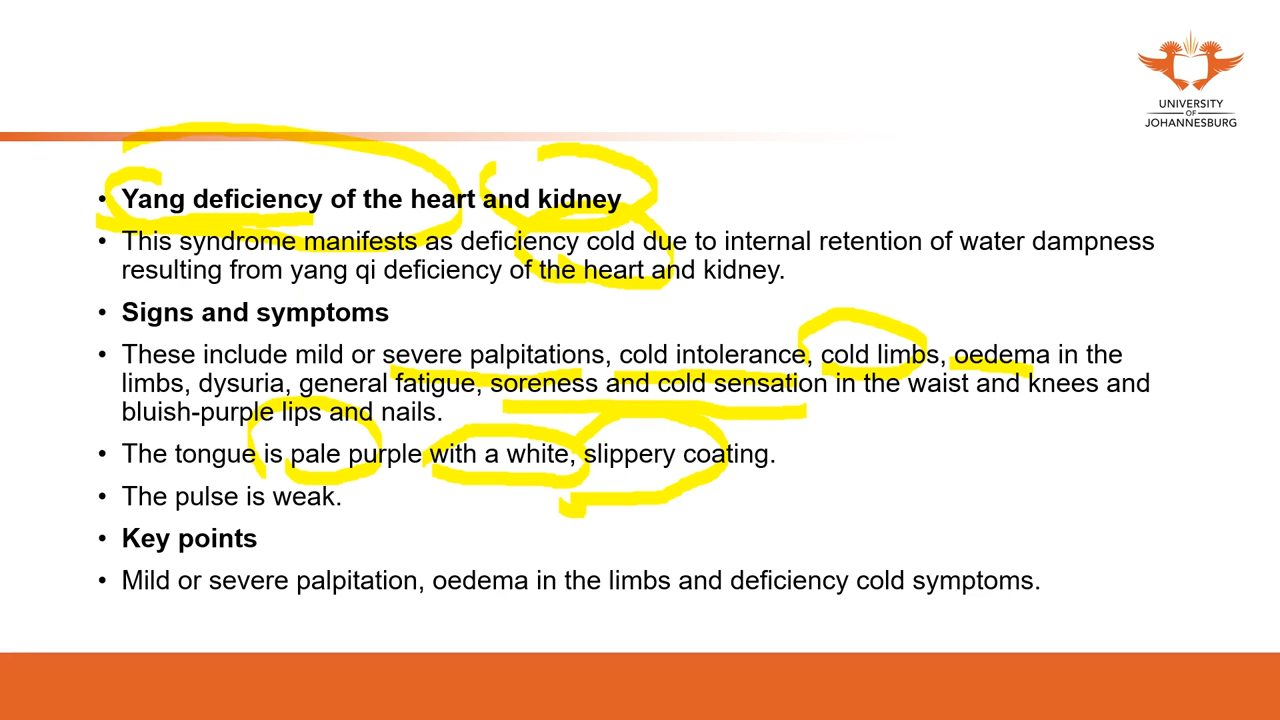 UNIVERSITY
OF
JOHANNESBURG
• Yang deficiency of the heart and kidney
• This syndrome manifests as deficiency cold due to internal retention of water dampness
resulting from yang qi deficiency of the heart and kidney.
• Signs and symptoms
• These include mild or severe palpitations, cold intolerance, cold limbs, oedema in the
limbs, dysuria, general fatigue, soreness and cold sensation in the waist and knees and
bluish-purple lips and nails.
• The tongue is pale purple with a white, slippery coating.
• The pulse is weak.
• Key points
• Mild or severe palpitation, oedema in the limbs and deficiency cold symptoms.